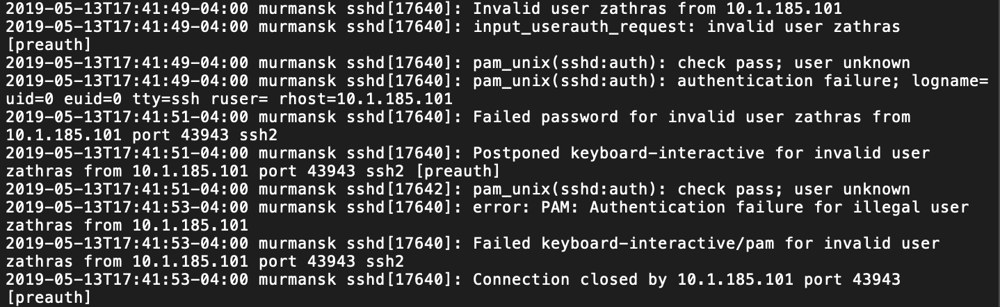 2019-05-13T17:41:49-04:00 murmansk sshd[17640]: Invalid user zathras from 10.1.185.101
2019-05-13T17:41:49-04:00 murmansk sshd[17640]: input_userauth_request: invalid user zathras
[preauth]
2019-05-13T17:41:49-04:00 murmansk sshd[17640]: pam_unix(sshd:auth): check pass; user unknown
2019-05-13T17:41:49-04:00 murmansk sshd[17640]: pam_unix(sshd:auth): authentication failure; logname=
uid=0 euid=0 tty=ssh ruser= rhost=10.1.185.101
2019-05-13T17:41:51-04:00 murmansk sshd[17640]: Failed password for invalid user zathras from
10.1.185.101 port 43943 ssh2
2019-05-13T17:41:51-04:00 murmansk sshd[17640]: Postponed keyboard-interactive for invalid user
zathras from 10.1.185.101 port 43943 ssh2 [preauth]
2019-05-13T17:41:51-04:00 murmansk sshd[17642]: pam_unix(sshd:auth): check pass; user unknown
2019-05-13T17:41:53-04:00 murmansk sshd[17640]: error: PAM: Authentication failure for illegal user
zathras from 10.1.185.101
2019-05-13T17:41:53-04:00 murmansk sshd[17640]: Failed keyboard-interactive/pam for invalid user
zathras from 10.1.185.101 port 43943 ssh2
2019-05-13T17:41:53-04:00 murmansk sshd[17640]: Connection closed by 10.1.185.101 port 43943
[preauth]